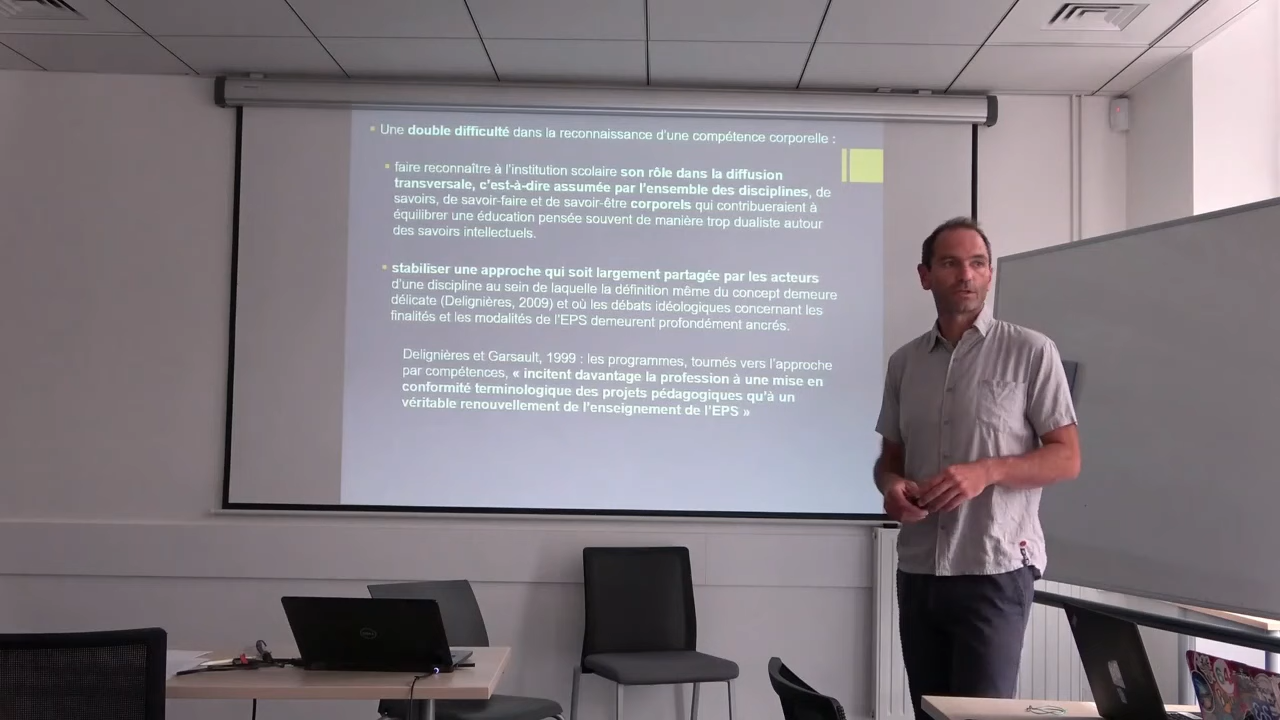 Une double difficulté dans la reconnaissance d'une compétence corporelle :
faire reconnaître à l'institution scolaire son rôle dans la diffusion
transversale, c'est-à-dire assumée par l'ensemble des disciplines, de
savoirs, de savoir-faire et de savoir-être corporels qui contribueraient à
équilibrer une éducation pensée souvent de manière trop dualiste autour
des savoirs intellectuels.
stabiliser une approche qui soit largement partagée par les acteurs
d'une discipline au sein de laquelle la définition même du concept demeure
délicate (Delignières, 2009) et où les débats idéologiques concernant les
finalités et les modalités de l'EPS demeurent profondément ancrés.
Delignières et Garsault, 1999 : les programmes, tournés vers l'approche
par compétences, « incitent davantage la profession à une mise en
conformité terminologique des projets pédagogiques qu'à un
véritable renouvellement de l'enseignement de l'EPS »
DELL